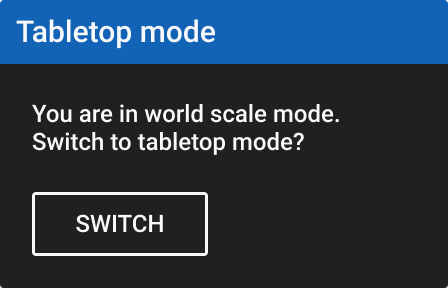 Tabletop mode
You are in world scale mode.
Switch to tabletop mode?
SWITCH